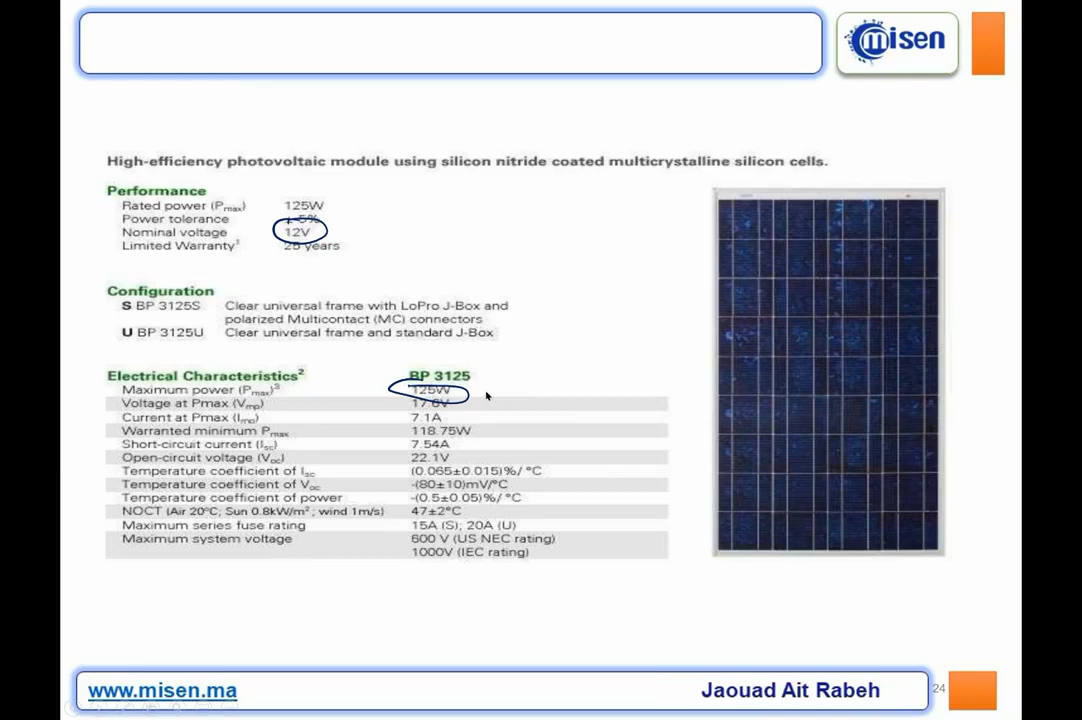 misen
High-efficiency photovoltaic module using silicon nitride coated multicrystalline silicon cells.
Performance
Rated power (Pmax) 125W
Power tolerance ± 5%
Nominal voltage 12V
Limited Warranty¹ 25 years
Configuration
S BP 3125S Clear universal frame with LoPro J-Box and
polarized Multicontact (MC) connectors
U BP 3125U Clear universal frame and standard J-Box
Electrical Characteristics² BP 3125
Maximum power (Pmax)³ 125W
Voltage at Pmax (Vmp) 17.6V
Current at Pmax (Imp) 7.1A
Warranted minimum Pmax 118.75W
Short-circuit current (Isc) 7.54A
Open-circuit voltage (Voc) 22.1V
Temperature coefficient of Isc (0.065±0.015)%/ °C
Temperature coefficient of Voc -(80±10)mV/°C
Temperature coefficient of power -(0.5±0.05)%/ °C
NOCT (Air 20°C; Sun 0.8kW/m²; wind 1m/s) 47±2°C
Maximum series fuse rating 15A (S); 20A (U)
Maximum system voltage 600 V (US NEC rating)
1000V (IEC rating)
www.misen.ma
Jaouad Ait Rabeh
24